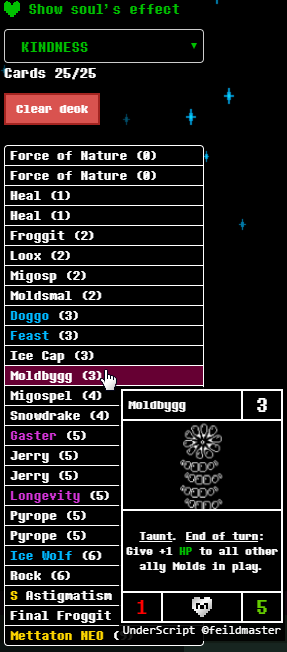 Show soul's effect
KINDNESS
Cards 25/25
Clear deck
Force of Nature (0)
Force of Nature (0)
Heal (1)
Heal (1)
Froggit (2)
Loox (2)
Migosp (2)
Moldsmal (2)
Doggo (3)
Feast (3)
Ice Cap (3)
Moldbygg (3)
Migospel (4)
Snowdrake (4)
Gaster (5)
Jerry (5)
Jerry (5)
Longevity (5)
Pyrope (5)
Pyrope (5)
Ice Wolf (6)
Rock (6)
S Astigmatism
Final Froggit
Mettaton NEO
Moldbygg 3
Taunt. End of turn:
Give +1 HP to all other
ally Molds in play.
1 5
UnderScript ©feildmaster